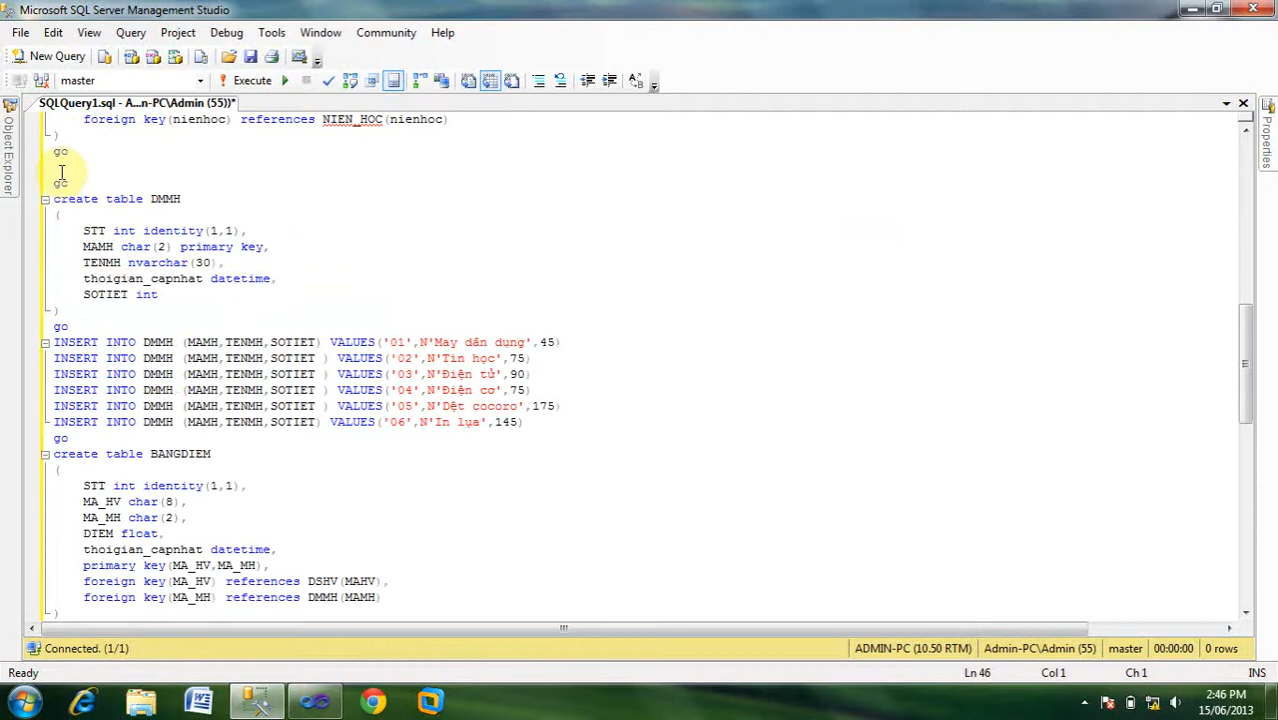 Microsoft SQL Server Management Studio
File Edit View Query Project Debug Tools Window Community Help
New Query
master Execute
SQLQuery1.sql - A...n-PC\Admin (55))*
Object Explorer
Properties
foreign key(nienhoc) references NIEN_HOC(nienhoc)
)
go
go
create table DMMH
(
STT int identity(1,1),
MAMH char(2) primary key,
TENMH nvarchar(30),
thoigian_capnhat datetime,
SOTIET int
)
go
INSERT INTO DMMH (MAMH,TENMH,SOTIET) VALUES('01',N'May dân dụng',45)
INSERT INTO DMMH (MAMH,TENMH,SOTIET ) VALUES('02',N'Tin học',75)
INSERT INTO DMMH (MAMH,TENMH,SOTIET ) VALUES('03',N'Điện tử',90)
INSERT INTO DMMH (MAMH,TENMH,SOTIET ) VALUES('04',N'Điện cơ',75)
INSERT INTO DMMH (MAMH,TENMH,SOTIET ) VALUES('05',N'Dệt cocoro',175)
INSERT INTO DMMH (MAMH,TENMH,SOTIET) VALUES('06',N'In lụa',145)
go
create table BANGDIEM
(
STT int identity(1,1),
MA_HV char(8),
MA_MH char(2),
DIEM float,
thoigian_capnhat datetime,
primary key(MA_HV,MA_MH),
foreign key(MA_HV) references DSHV(MAHV),
foreign key(MA_MH) references DMMH(MAMH)
)
Connected. (1/1) ADMIN-PC (10.50 RTM) Admin-PC\Admin (55) master 00:00:00 0 rows
Ready Ln 46 Col 1 Ch 1 INS
2:46 PM
15/06/2013